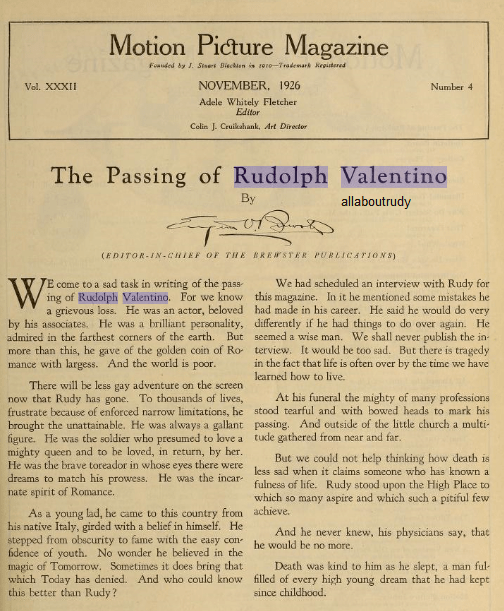 Motion Picture Magazine
Founded by J. Stuart Blackton in 1910—Trademark Registered
Vol. XXXII
NOVEMBER, 1926
Number 4
Adele Whitely Fletcher
Editor
Colin J. Cruikshank, Art Director
The Passing of Rudolph Valentino
By
allaboutrudy
Eugene V. Brewster
(EDITOR-IN-CHIEF OF THE BREWSTER PUBLICATIONS)
WE come to a sad task in writing of the pass-
ing of Rudolph Valentino. For we know
a grievous loss. He was an actor, beloved
by his associates. He was a brilliant personality,
admired in the farthest corners of the earth. But
more than this, he gave of the golden coin of Ro-
mance with largess. And the world is poor.
There will be less gay adventure on the screen
now that Rudy has gone. To thousands of lives,
frustrate because of enforced narrow limitations, he
brought the unattainable. He was always a gallant
figure. He was the soldier who presumed to love a
mighty queen and to be loved, in return, by her.
He was the brave toreador in whose eyes there were
dreams to match his prowess. He was the incar-
nate spirit of Romance.
As a young lad, he came to this country from
his native Italy, girded with a belief in himself. He
stepped from obscurity to fame with the easy con-
fidence of youth. No wonder he believed in the
magic of Tomorrow. Sometimes it does bring that
which Today has denied. And who could know
this better than Rudy?
We had scheduled an interview with Rudy for
this magazine. In it he mentioned some mistakes he
had made in his career. He said he would do very
differently if he had things to do over again. He
seemed a wise man. We shall never publish the in-
terview. It would be too sad. But there is tragedy
in the fact that life is often over by the time we have
learned how to live.
At his funeral the mighty of many professions
stood tearful and with bowed heads to mark his
passing. And outside of the little church a multi-
tude gathered from near and far.
But we could not help thinking how death is
less sad when it claims someone who has known a
fulness of life. Rudy stood upon the High Place to
which so many aspire and which such a pitiful few
achieve.
And he never knew, his physicians say, that
he would be no more.
Death was kind to him as he slept, a man ful-
filled of every high young dream that he had kept
since childhood.